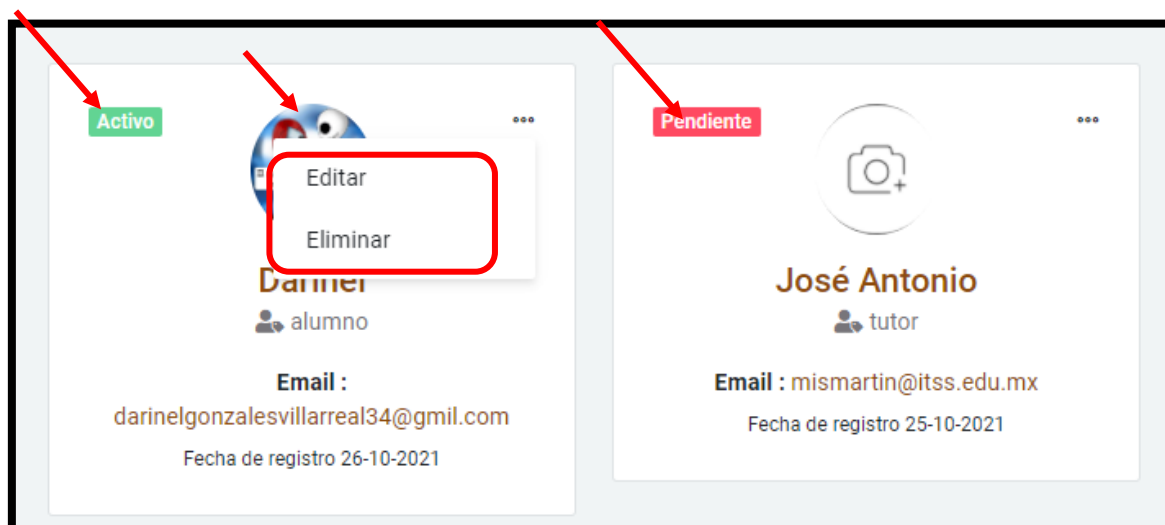 Activo
Editar
Eliminar
Darinel
alumno
Email :
darinelgonzalesvillarreal34@gmil.com
Fecha de registro 26-10-2021
Pendiente
José Antonio
tutor
Email : mismartin@itss.edu.mx
Fecha de registro 25-10-2021